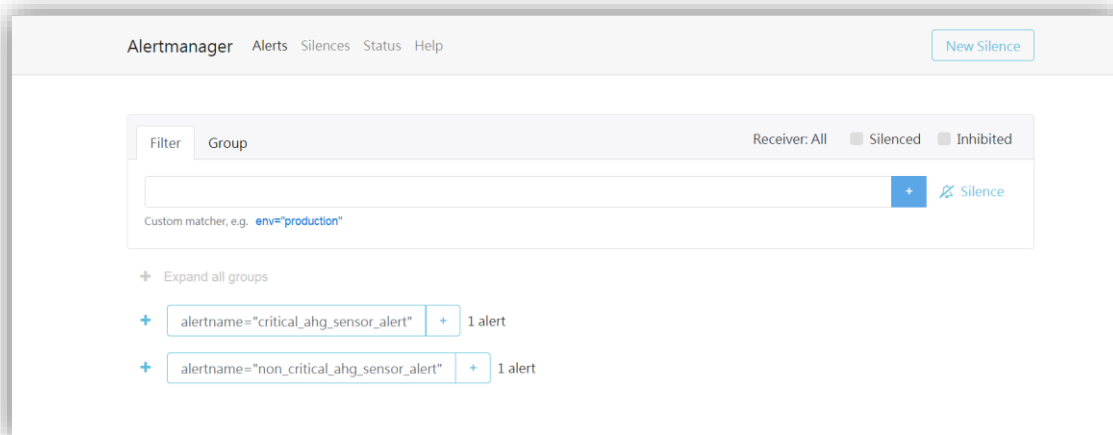 Alertmanager Alerts Silences Status Help New Silence
Filter Group Receiver: All Silenced Inhibited
+ Silence
Custom matcher, e.g. env="production"
+ Expand all groups
+ alertname="critical_ahg_sensor_alert" + 1 alert
+ alertname="non_critical_ahg_sensor_alert" + 1 alert